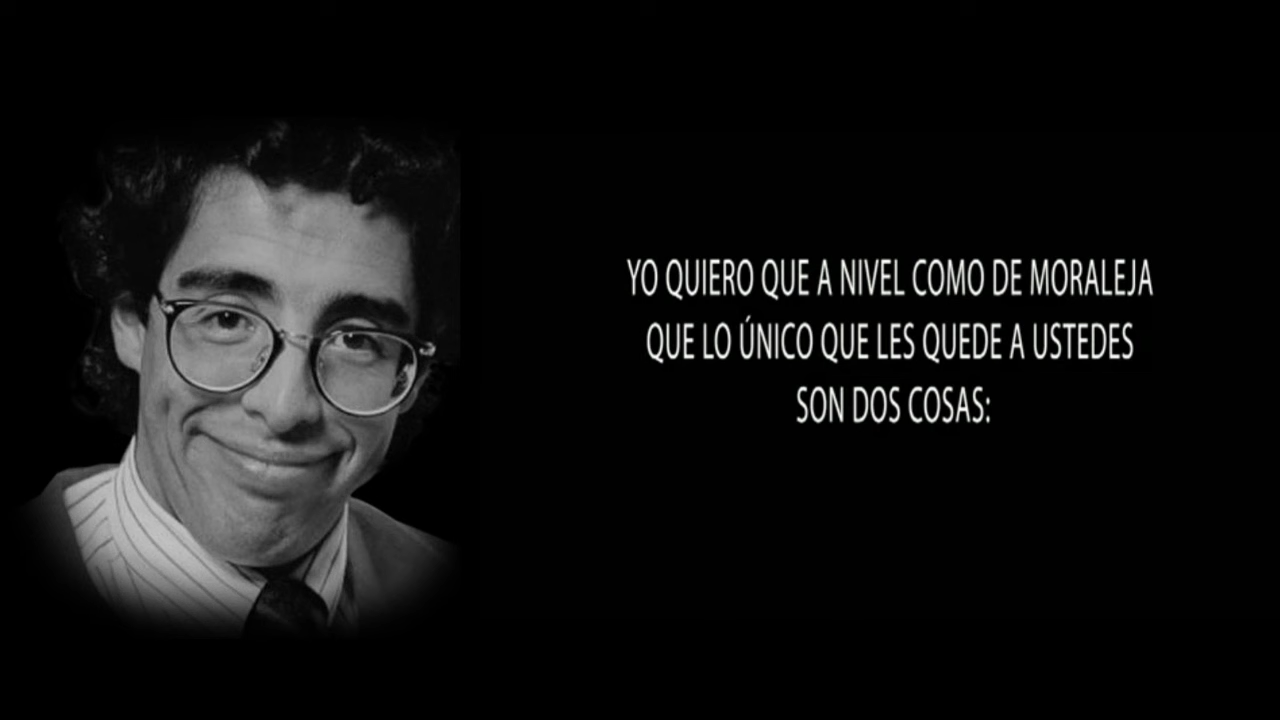 YO QUIERO QUE A NIVEL COMO DE MORALEJA
QUE LO ÚNICO QUE LES QUEDE A USTEDES
SON DOS COSAS: